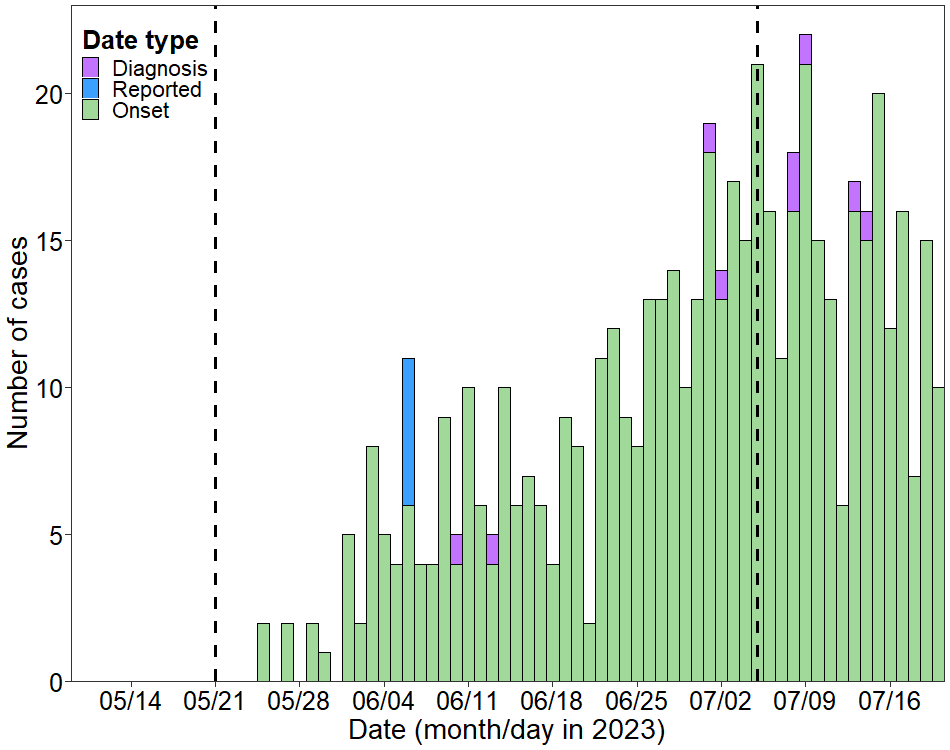 Date type
Diagnosis
Reported
Onset
Number of cases
20
15
10
5
0
05/14 05/21 05/28 06/04 06/11 06/18 06/25 07/02 07/09 07/16
Date (month/day in 2023)